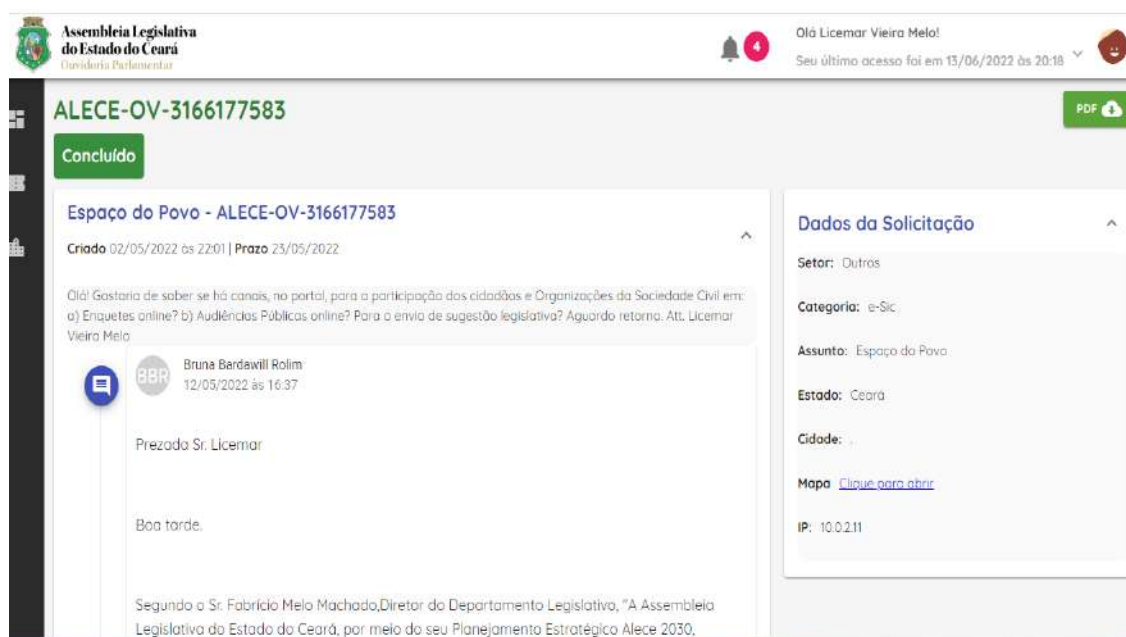 Assembleia Legislativa
do Estado do Ceará
Ouvidoria Parlamentar
4
Olá Licemar Vieira Melo!
Seu último acesso foi em 13/06/2022 às 20:18
ALECE-OV-3166177583
PDF
Concluído
Espaço do Povo - ALECE-OV-3166177583
Criado 02/05/2022 às 22:01 | Prazo 23/05/2022
Olá! Gostaria de saber se há canais, no portal, para a participação dos cidadãos e Organizações da Sociedade Civil em:
a) Enquetes online? b) Audiências Públicas online? Para o envio de sugestão legislativa? Aguardo retorno. Att. Licemar
Vieira Melo
BBR
Bruna Bardawill Rolim
12/05/2022 às 16:37
Prezada Sr. Licemar
Boa tarde.
Segundo o Sr. Fabrício Melo Machado,Diretor do Departamento Legislativo, "A Assembleia
Legislativa do Estado do Ceará, por meio do seu Planejamento Estratégico Alece 2030,
Dados da Solicitação
Setor: Outros
Categoria: e-Sic
Assunto: Espaço do Povo
Estado: Ceará
Cidade: .
Mapa Clique para abrir
IP: 10.0.2.11